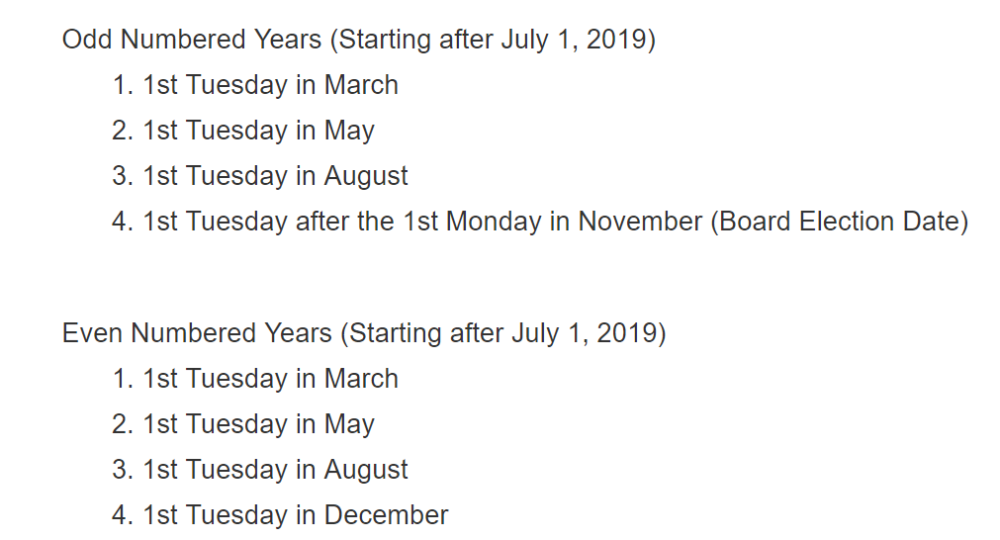 Odd Numbered Years (Starting after July 1, 2019)
1. 1st Tuesday in March
2. 1st Tuesday in May
3. 1st Tuesday in August
4. 1st Tuesday after the 1st Monday in November (Board Election Date)
Even Numbered Years (Starting after July 1, 2019)
1. 1st Tuesday in March
2. 1st Tuesday in May
3. 1st Tuesday in August
4. 1st Tuesday in December